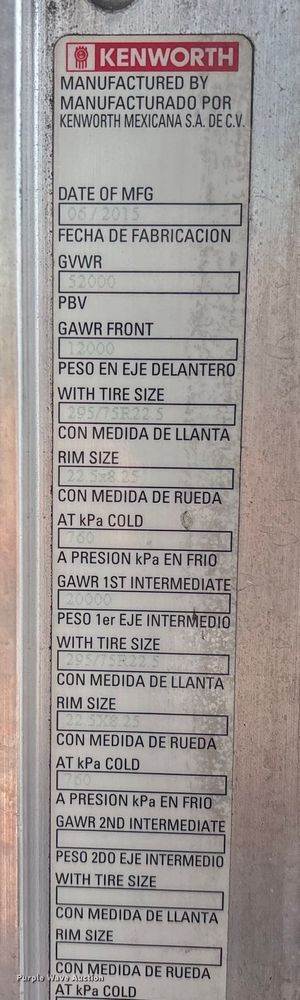 KENWORTH
MANUFACTURED BY
MANUFACTURADO POR
KENWORTH MEXICANA S.A. DE C.V.
DATE OF MFG
06/2015
FECHA DE FABRICACION
GVWR
52000
PBV
GAWR FRONT
12000
PESO EN EJE DELANTERO
WITH TIRE SIZE
295/75R22.5
CON MEDIDA DE LLANTA
RIM SIZE
22.5x8.25
CON MEDIDA DE RUEDA
AT kPa COLD
760
A PRESION kPa EN FRIO
GAWR 1ST INTERMEDIATE
20000
PESO 1er EJE INTERMEDIO
WITH TIRE SIZE
295/75R22.5
CON MEDIDA DE LLANTA
RIM SIZE
22.5X8.25
CON MEDIDA DE RUEDA
AT kPa COLD
760
A PRESION kPa EN FRIO
GAWR 2ND INTERMEDIATE
PESO 2DO EJE INTERMEDIO
WITH TIRE SIZE
CON MEDIDA DE LLANTA
RIM SIZE
CON MEDIDA DE RUEDA
Purple Wave Auction
AT kPa COLD